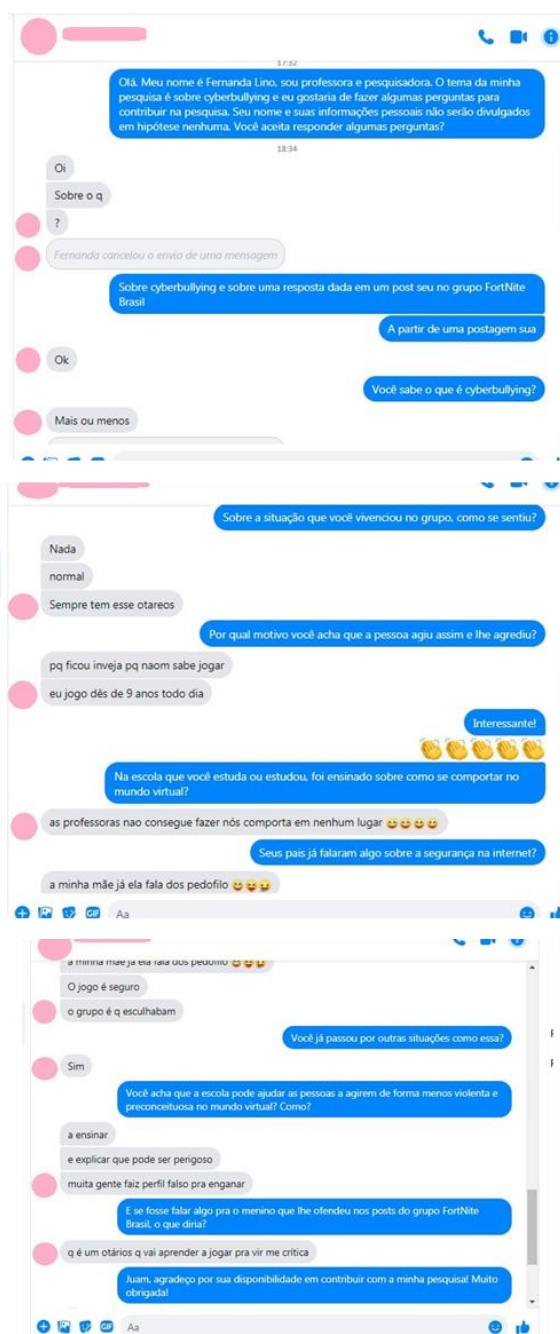 17:32
Olá. Meu nome é Fernanda Lino, sou professora e pesquisadora. O tema da minha
pesquisa é sobre cyberbullying e eu gostaria de fazer algumas perguntas para
contribuir na pesquisa. Seu nome e suas informações pessoais não serão divulgados
em hipótese nenhuma. Você aceita responder algumas perguntas?
18:34
Oi
Sobre o q
?
Fernanda cancelou o envio de uma mensagem
Sobre cyberbullying e sobre uma resposta dada em um post seu no grupo FortNite
Brasil
A partir de uma postagem sua
Ok
Você sabe o que é cyberbullying?
Mais ou menos
Sobre a situação que você vivenciou no grupo, como se sentiu?
Nada
normal
Sempre tem esse otareos
Por qual motivo você acha que a pessoa agiu assim e lhe agrediu?
pq ficou inveja pq naom sabe jogar
eu jogo dês de 9 anos todo dia
Interessante!
👏👏👏👏👏
Na escola que você estuda ou estudou, foi ensinado sobre como se comportar no
mundo virtual?
as professoras nao consegue fazer nós comporta em nenhum lugar 😄😄😄😄
Seus pais já falaram algo sobre a segurança na internet?
a minha mãe já ela fala dos pedofilo 😄😄😄
GIF
Aa
a minha mãe já ela fala dos pedofilo 😄😄😄
O jogo é seguro
o grupo é q esculhabam
Você já passou por outras situações como essa?
Sim
Você acha que a escola pode ajudar as pessoas a agirem de forma menos violenta e
preconceituosa no mundo virtual? Como?
a ensinar
e explicar que pode ser perigoso
muita gente faiz perfil falso pra enganar
E se fosse falar algo pra o menino que lhe ofendeu nos posts do grupo FortNite
Brasil, o que diria?
q é um otários q vai aprender a jogar pra vir me crítica
Juam, agradeço por sua disponibilidade em contribuir com a minha pesquisa! Muito
obrigada!
GIF
Aa